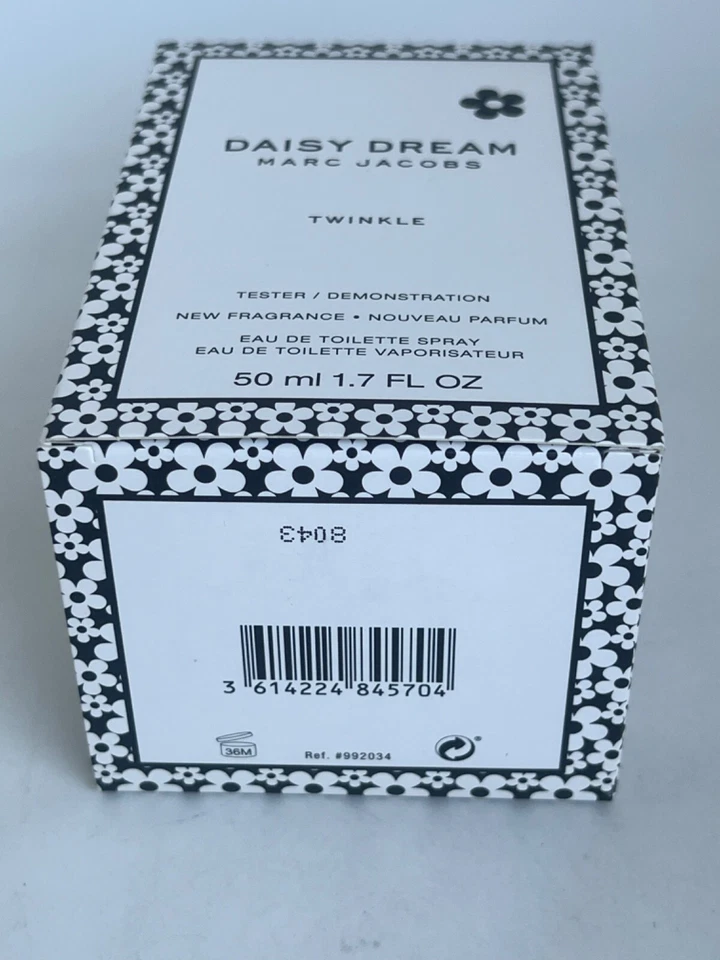 DAISY DREAM
MARC JACOBS
TWINKLE
TESTER / DEMONSTRATION
NEW FRAGRANCE • NOUVEAU PARFUM
EAU DE TOILETTE SPRAY
EAU DE TOILETTE VAPORISATEUR
50 ml 1.7 FL OZ
8043
3 614224 845704
36M
Ref. #992034